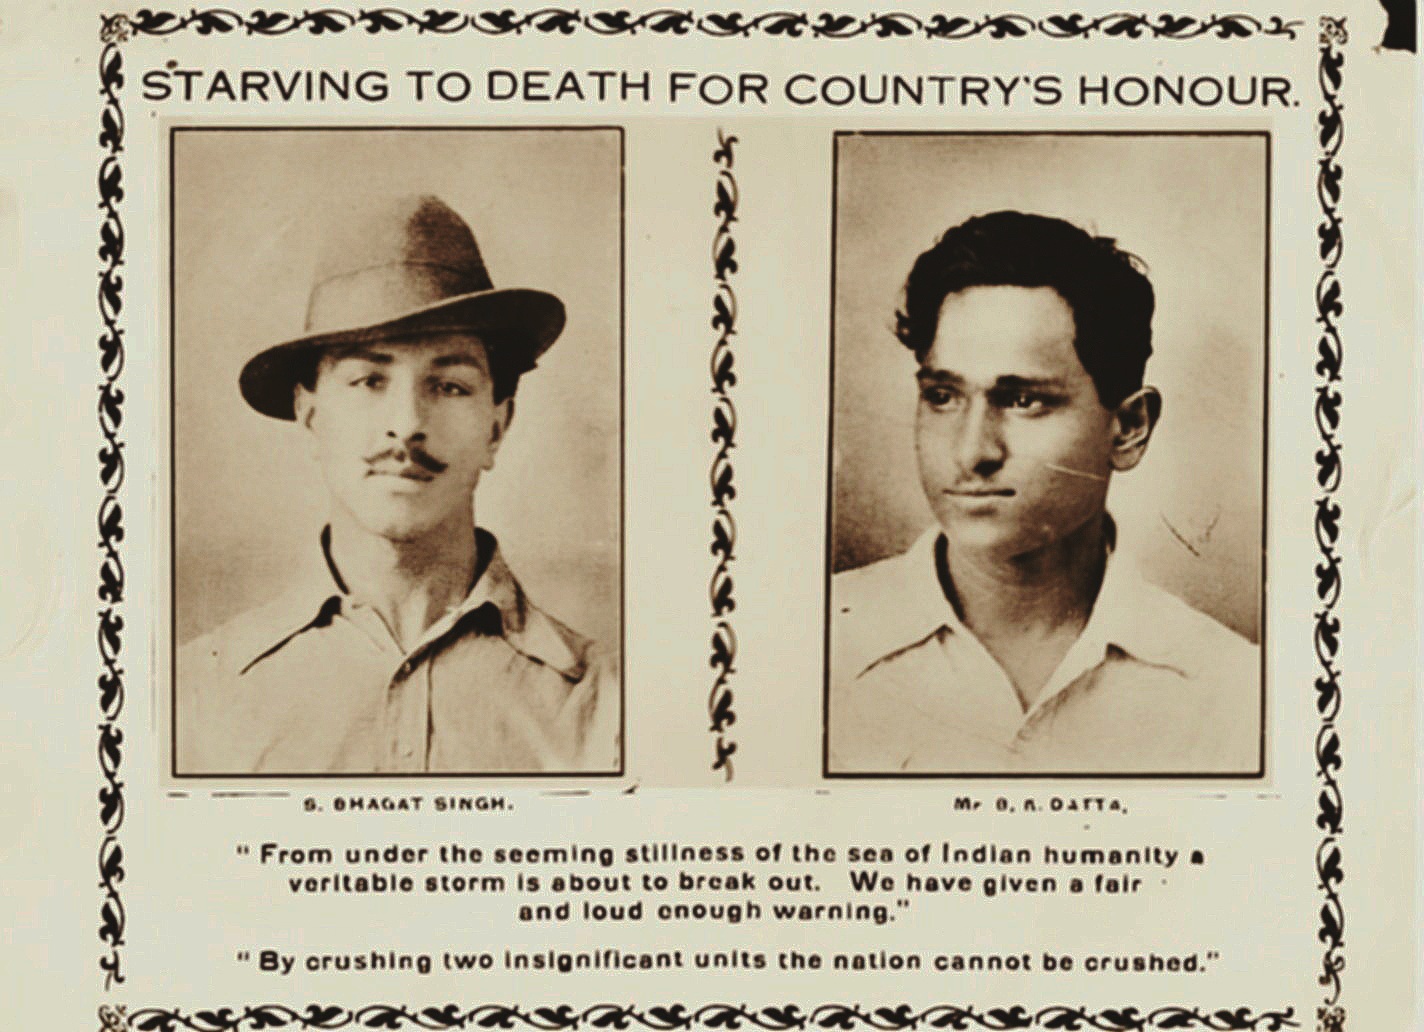 STARVING TO DEATH FOR COUNTRY'S HONOUR.
S. BHAGAT SINGH.
Mr B. K. DATTA.
" From under the seeming stillness of the sea of Indian humanity a
veritable storm is about to break out. We have given a fair
and loud enough warning."
" By crushing two insignificant units the nation cannot be crushed."